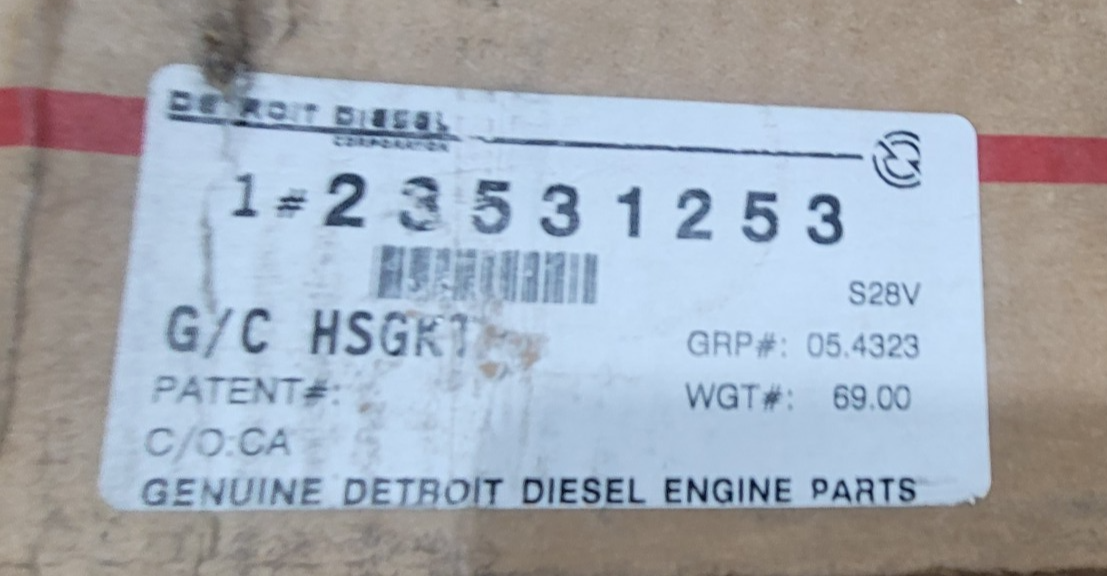 DETROIT DIESEL
CORPORATION
1 # 23531253
S28V
G/C HSGKT
GRP#: 05.4323
PATENT#:
WGT#: 69.00
C/O:CA
GENUINE DETROIT DIESEL ENGINE PARTS